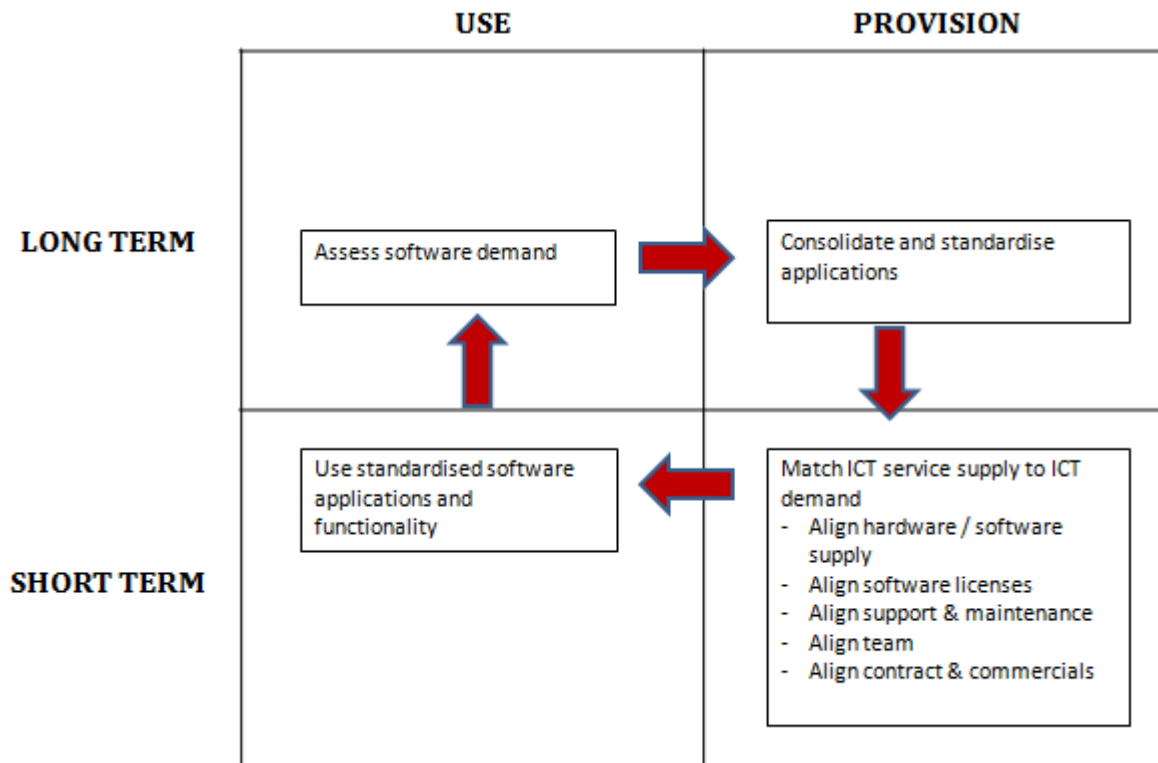 USE
PROVISION
LONG TERM
Assess software demand
Consolidate and standardise
applications
SHORT TERM
Use standardised software
applications and
functionality
Match ICT service supply to ICT
demand
- Align hardware / software
supply
- Align software licenses
- Align support & maintenance
- Align team
- Align contract & commercials